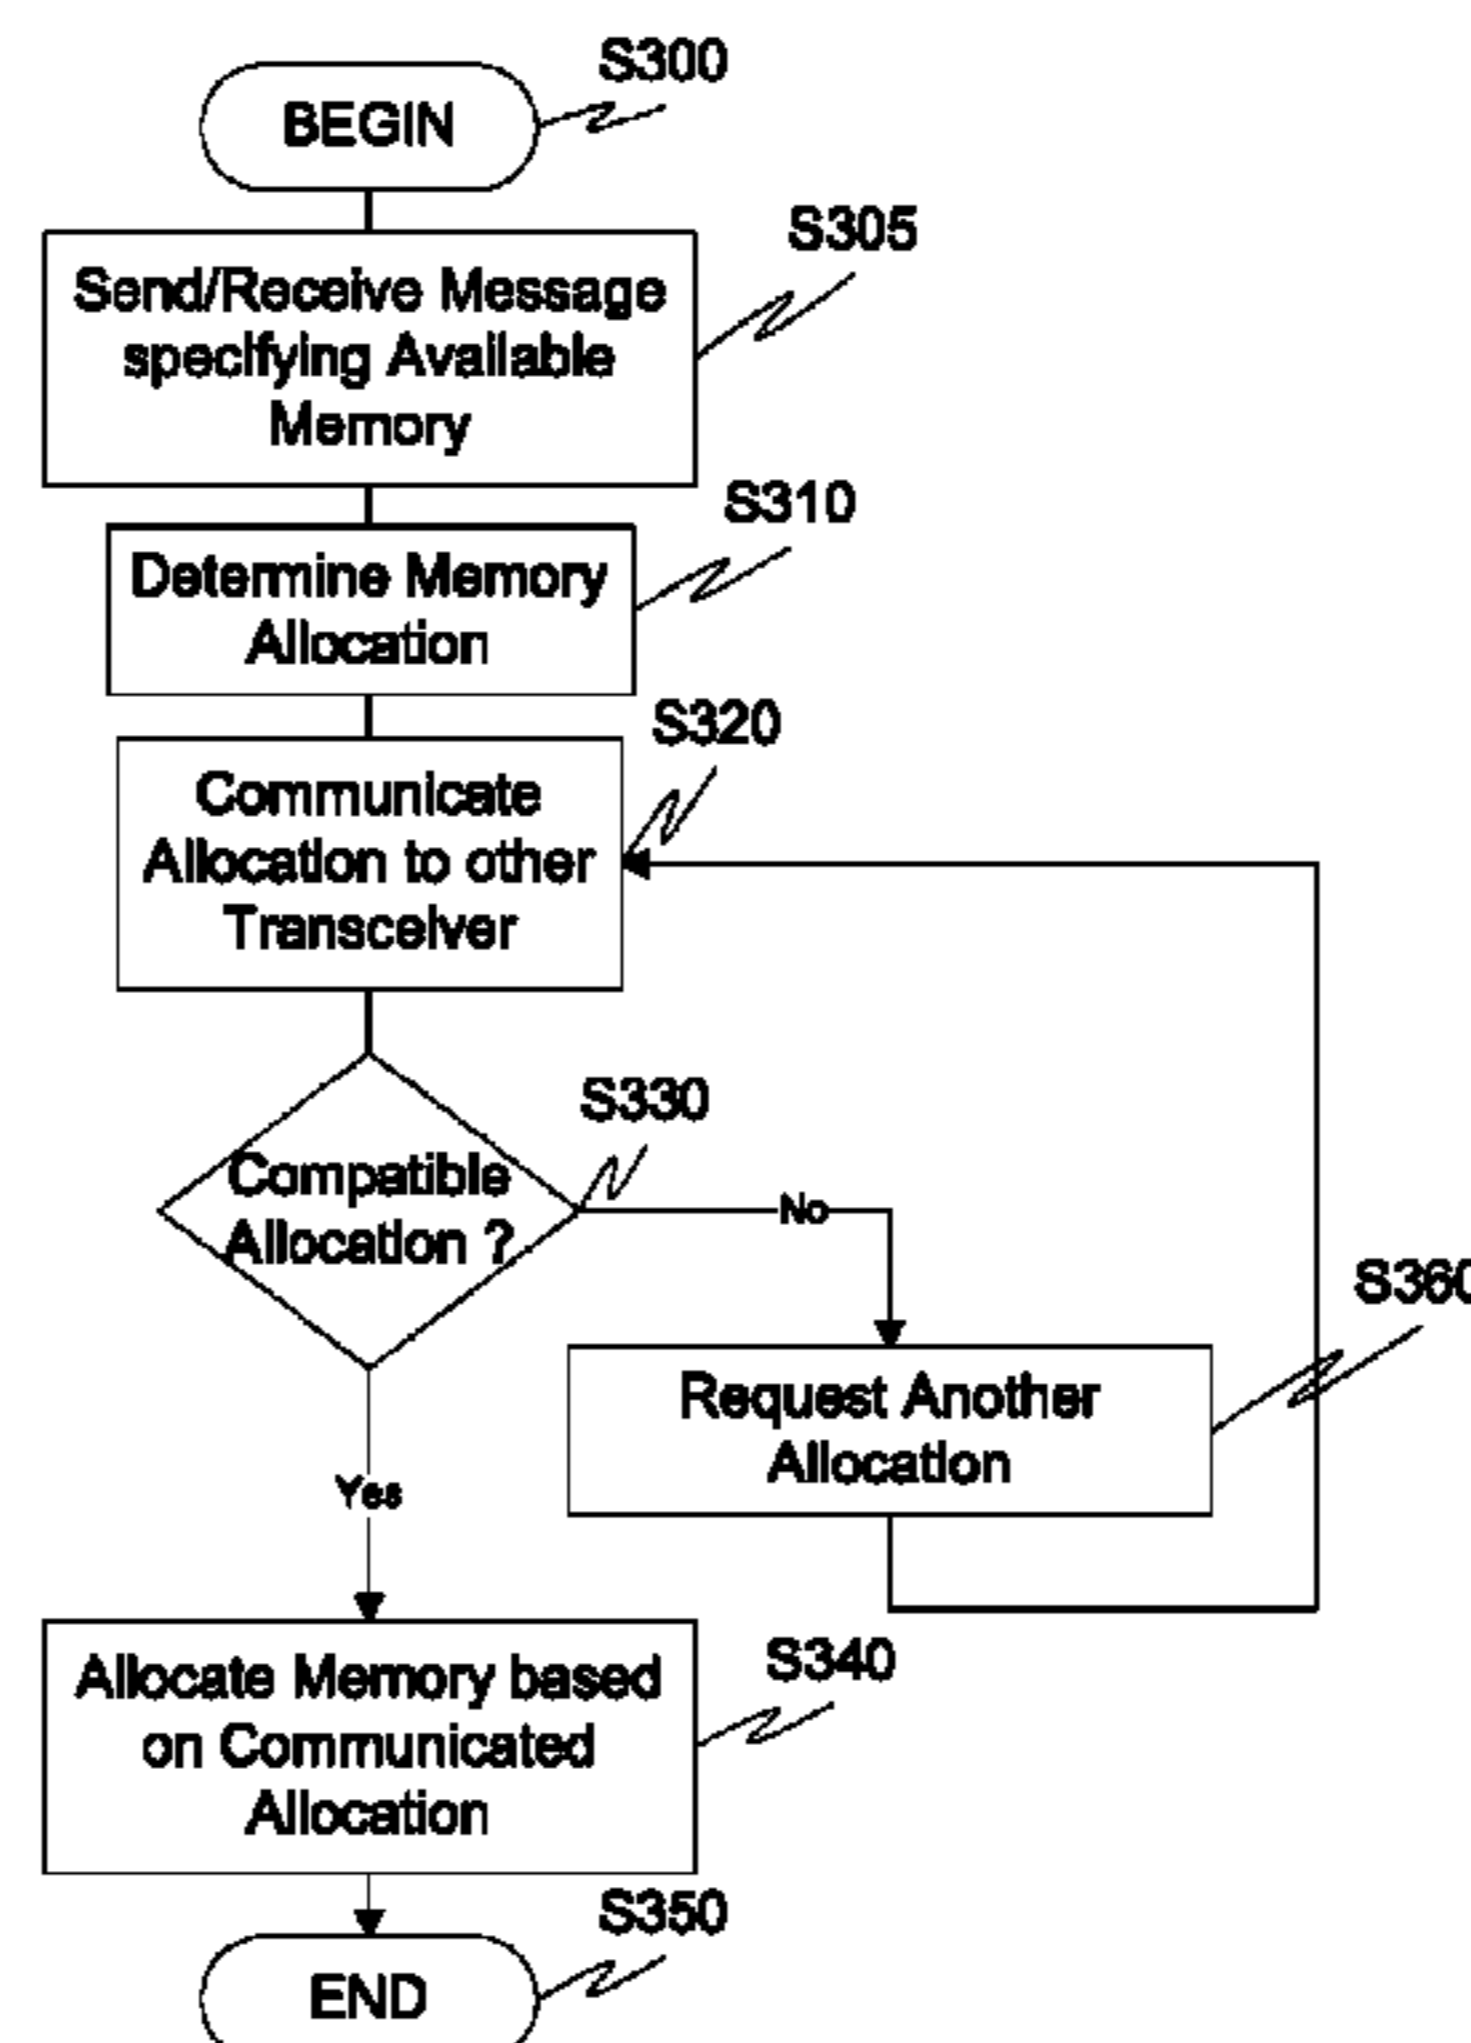 S300
BEGIN
S305
Send/Receive Message
specifying Available
Memory
S310
Determine Memory
Allocation
S320
Communicate
Allocation to other
Transceiver
S330
Compatible
Allocation ?
No
S360
Request Another
Allocation
Yes
S340
Allocate Memory based
on Communicated
Allocation
S350
END